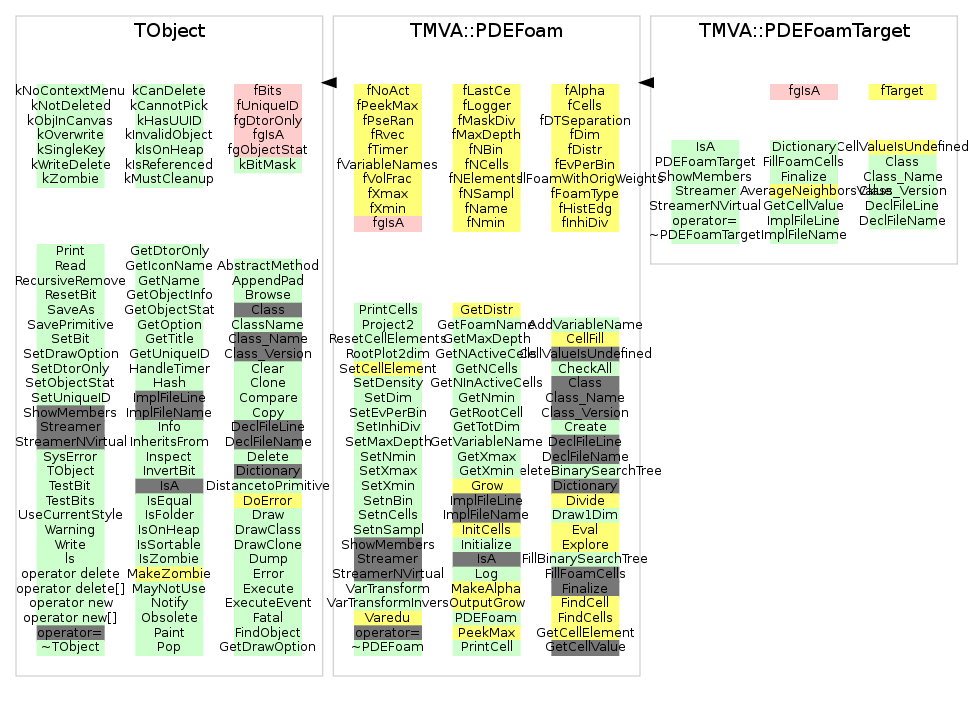 TObject
kNoContextMenu kCanDelete fBits
kNotDeleted kCannotPick fUniqueID
kObjInCanvas kHasUUID fgDtorOnly
kOverwrite kInvalidObject fgIsA
kSingleKey kIsOnHeap fgObjectStat
kWriteDelete kIsReferenced kBitMask
kZombie kMustCleanup
Print GetDtorOnly
Read GetIconName AbstractMethod
RecursiveRemove GetName AppendPad
ResetBit GetObjectInfo Browse
SaveAs GetObjectStat Class
SavePrimitive GetOption ClassName
SetBit GetTitle Class_Name
SetDrawOption GetUniqueID Class_Version
SetDtorOnly HandleTimer Clear
SetObjectStat Hash Clone
SetUniqueID ImplFileLine Compare
ShowMembers ImplFileName Copy
Streamer Info DeclFileLine
StreamerNVirtual InheritsFrom DeclFileName
SysError Inspect Delete
TObject InvertBit Dictionary
TestBit IsA DistancetoPrimitive
TestBits IsEqual DoError
UseCurrentStyle IsFolder Draw
Warning IsOnHeap DrawClass
Write IsSortable DrawClone
ls IsZombie Dump
operator delete MakeZombie Error
operator delete[] MayNotUse Execute
operator new Notify ExecuteEvent
operator new[] Obsolete Fatal
operator= Paint FindObject
~TObject Pop GetDrawOption
TMVA::PDEFoam
fNoAct fLastCe fAlpha
fPeekMax fLogger fCells
fPseRan fMaskDiv fDTSeparation
fRvec fMaxDepth fDim
fTimer fNBin fDistr
fVariableNames fNCells fEvPerBin
fVolFrac fNElements llFoamWithOrigWeights
fXmax fNSampl fFoamType
fXmin fName fHistEdg
fgIsA fNmin fInhiDiv
PrintCells GetDistr
Project2 GetFoamName AddVariableName
ResetCellElements GetMaxDepth CellFill
RootPlot2dim GetNActiveCells CellValueIsUndefined
SetCellElement GetNCells CheckAll
SetDensity GetNInActiveCells Class
SetDim GetNmin Class_Name
SetEvPerBin GetRootCell Class_Version
SetInhiDiv GetTotDim Create
SetMaxDepth GetVariableName DeclFileLine
SetNmin GetXmax DeclFileName
SetXmax GetXmin eleteBinarySearchTree
SetXmin Grow Dictionary
SetnBin ImplFileLine Divide
SetnCells ImplFileName Draw1Dim
SetnSampl InitCells Eval
ShowMembers Initialize Explore
Streamer IsA FillBinarySearchTree
StreamerNVirtual Log FillFoamCells
VarTransform MakeAlpha Finalize
VarTransformInvers OutputGrow FindCell
Varedu PDEFoam FindCells
operator= PeekMax GetCellElement
~PDEFoam PrintCell GetCellValue
TMVA::PDEFoamTarget
fgIsA fTarget
IsA Dictionary CellValueIsUndefined
PDEFoamTarget FillFoamCells Class
ShowMembers Finalize Class_Name
Streamer AverageNeighborsValue Class_Version
StreamerNVirtual GetCellValue DeclFileLine
operator= ImplFileLine DeclFileName
~PDEFoamTarget ImplFileName